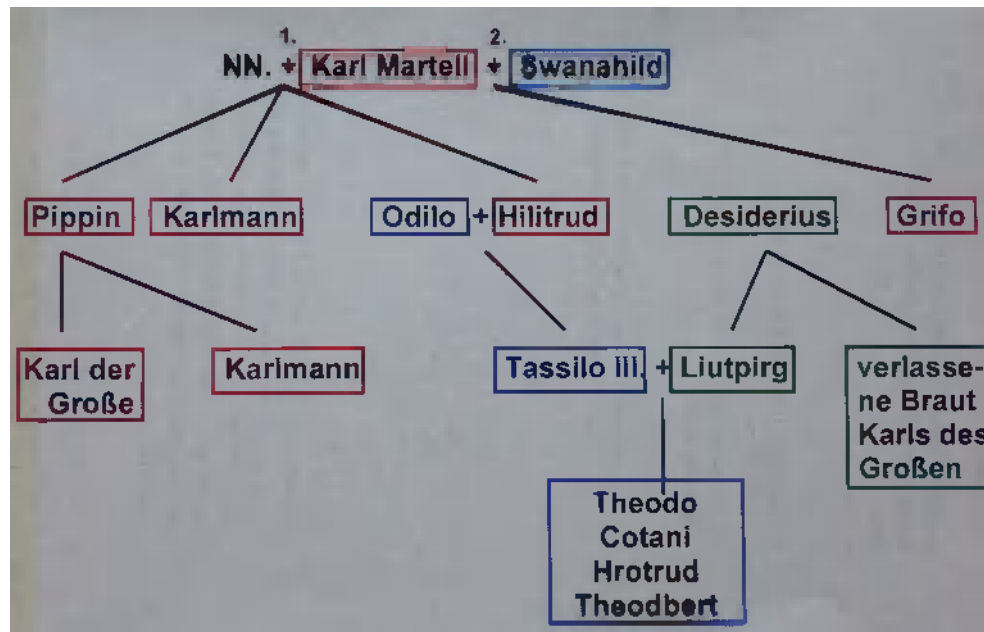 1. 2.
NN. + Karl Martell + Swanahild
Pippin Karlmann Odilo + Hilitrud Desiderius Grifo
Karl der Große
Karlmann
Tassilo III. + Liutpirg
verlasse-
ne Braut
Karls des
Großen
Theodo
Cotani
Hrotrud
Theodbert